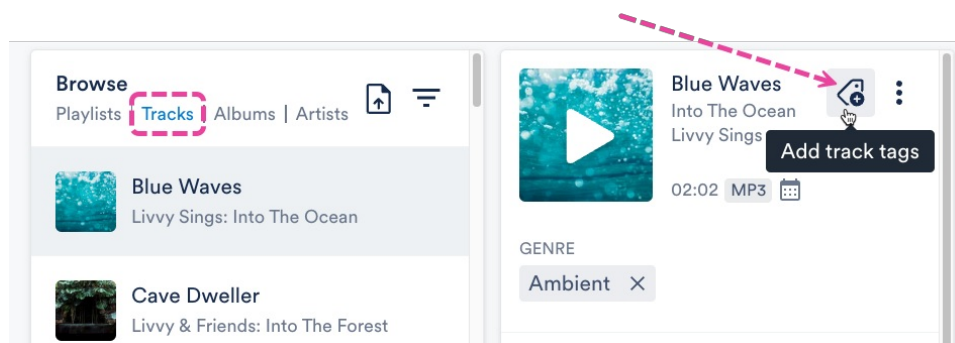 Browse
Playlists Tracks Albums | Artists
Blue Waves
Livvy Sings: Into The Ocean
Cave Dweller
Livvy & Friends: Into The Forest
Blue Waves
Into The Ocean
Livvy Sings
Add track tags
02:02 MP3
GENRE
Ambient